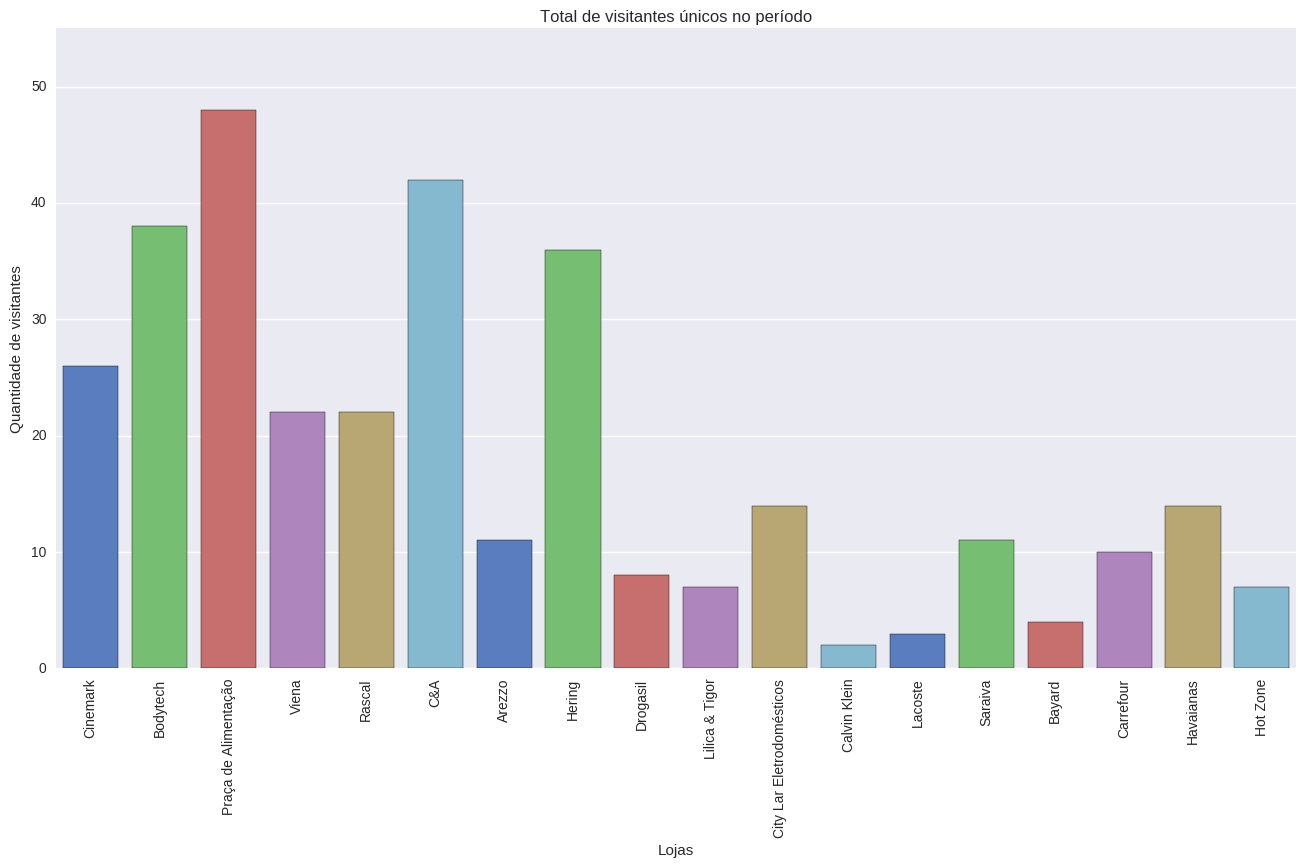 Total de visitantes únicos no período
Quantidade de visitantes
50
40
30
20
10
0
Cinemark
Bodytech
Praça de Alimentação
Viena
Rascal
C&A
Arezzo
Hering
Drogasil
Lilica & Tigor
City Lar Eletrodomésticos
Calvin Klein
Lacoste
Saraiva
Bayard
Carrefour
Havaianas
Hot Zone
Lojas